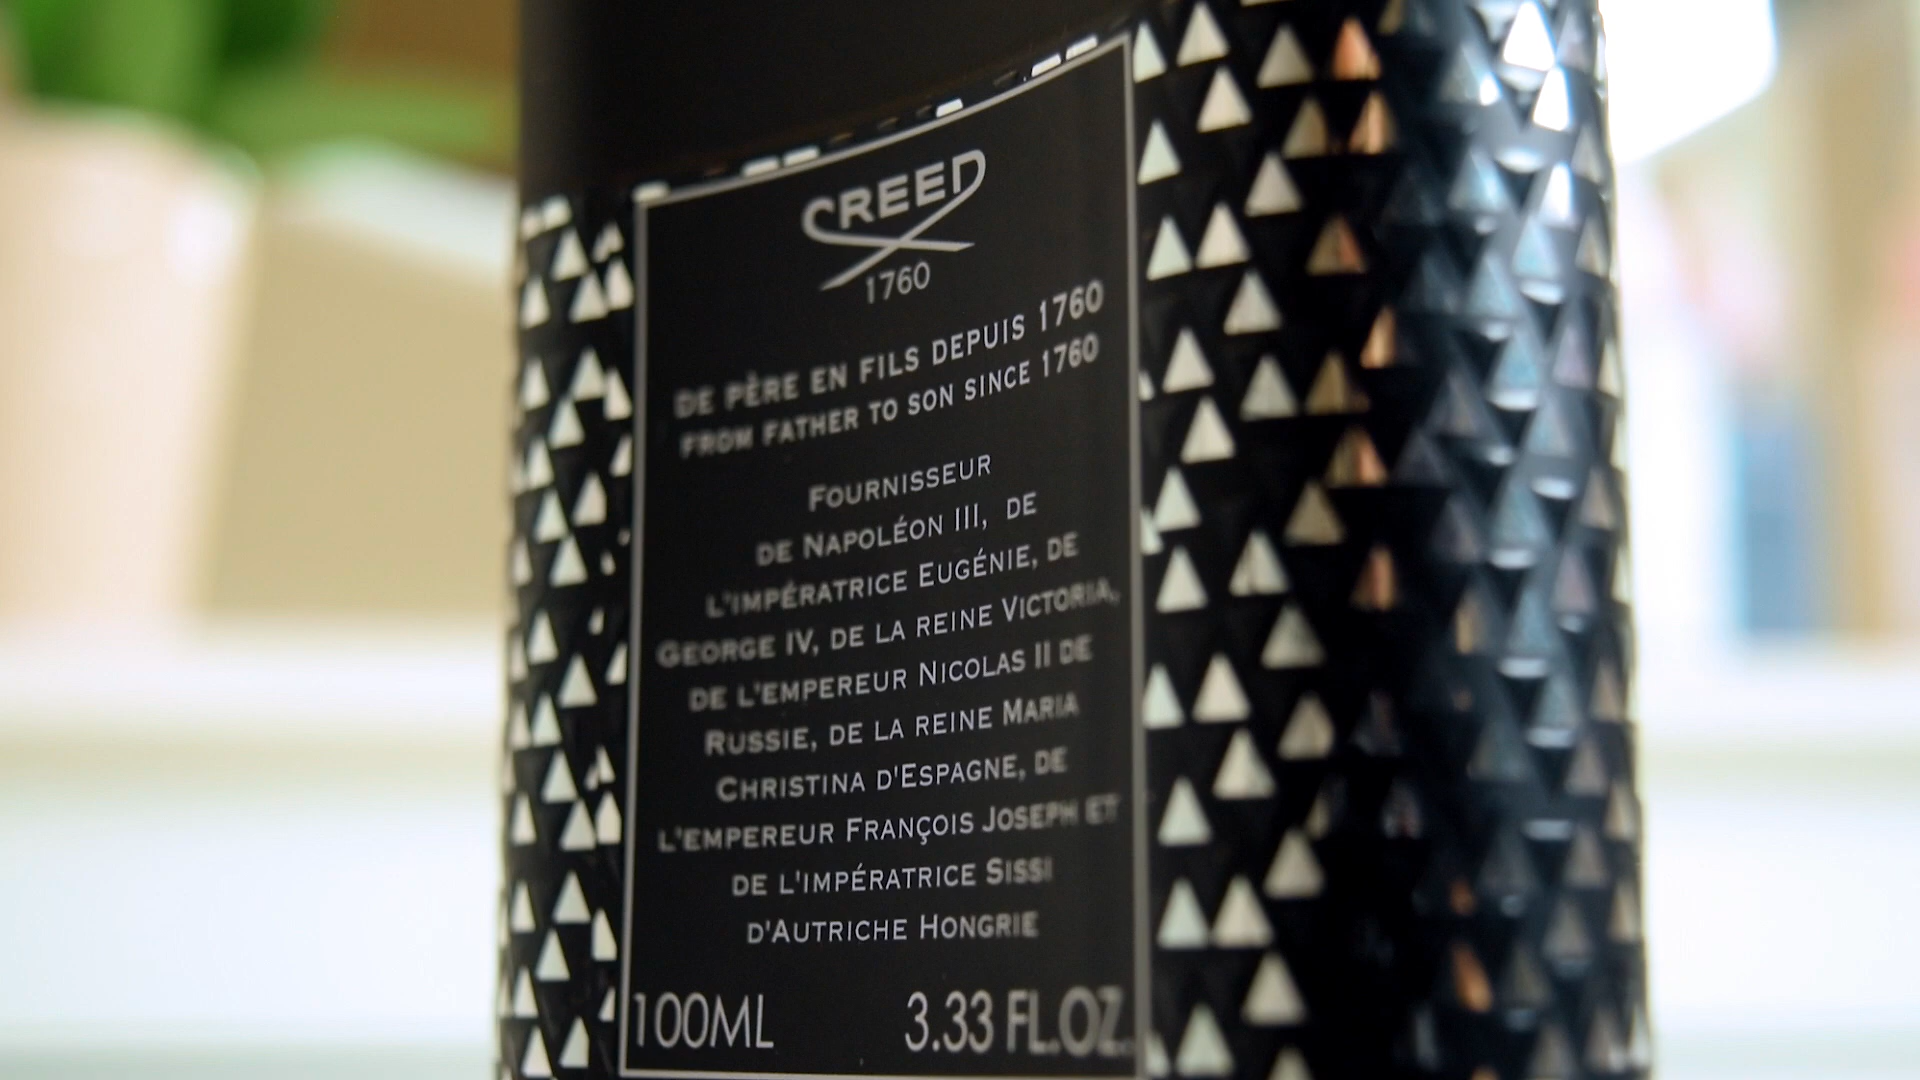 CREED
1760
DE PÈRE EN FILS DEPUIS 1760
FROM FATHER TO SON SINCE 1760
FOURNISSEUR
DE NAPOLÉON III, DE
L'IMPÉRATRICE EUGÉNIE, DE
GEORGE IV, DE LA REINE VICTORIA,
DE L'EMPEREUR NICOLAS II DE
RUSSIE, DE LA REINE MARIA
CHRISTINA D'ESPAGNE, DE
L'EMPEREUR FRANÇOIS JOSEPH ET
DE L'IMPÉRATRICE SISSI
D'AUTRICHE HONGRIE
100ML 3.33 FL.OZ.